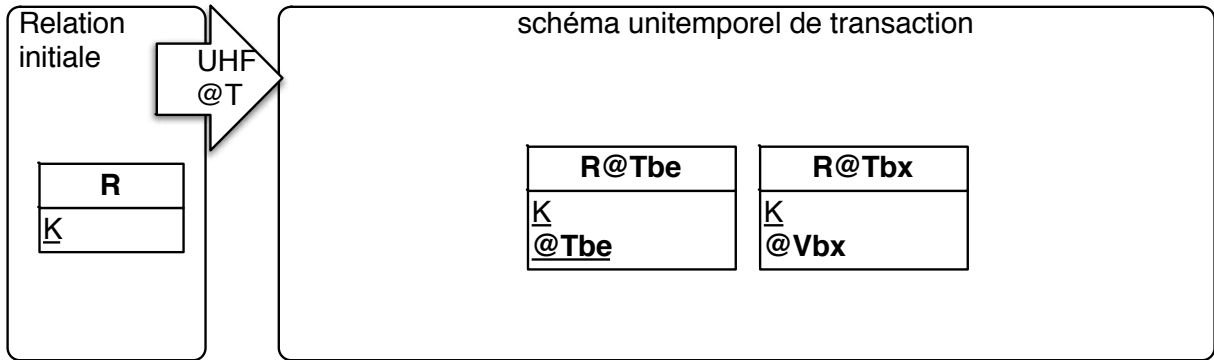 Relation
initiale
UHF
@T
schéma unitemporel de transaction
R
K
R@Tbe
K
@Tbe
R@Tbx
K
@Vbx